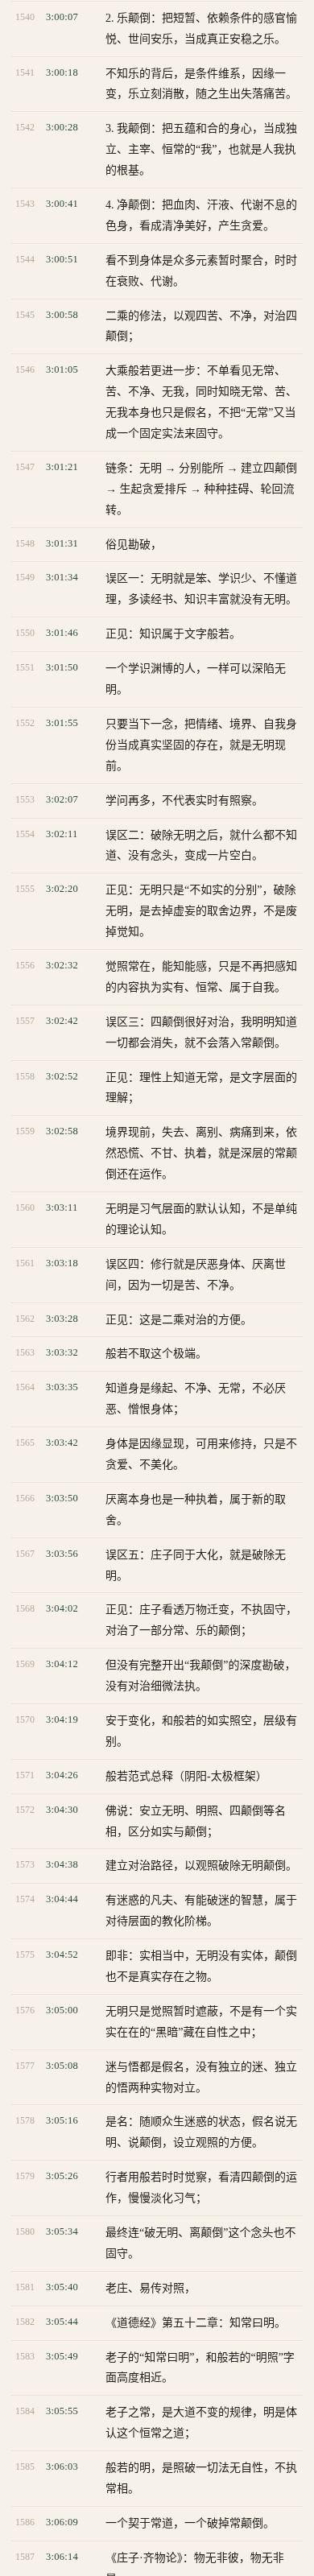 1540 3:00:07 2. 乐颠倒：把短暂、依赖条件的感官愉
悦、世间安乐，当成真正安稳之乐。
1541 3:00:18 不知乐的背后，是条件维系，因缘一
变，乐立刻消散，随之生出失落痛苦。
1542 3:00:28 3. 我颠倒：把五蕴和合的身心，当成独
立、主宰、恒常的“我”，也就是人我执
的根基。
1543 3:00:41 4. 净颠倒：把血肉、汗液、代谢不息的
色身，看成清净美好，产生贪爱。
1544 3:00:50 看不到身体是众多元素暂时聚合，时时
在衰败、代谢。
1545 3:00:58 二乘的修法，以观四苦、不净，对治四
颠倒；
1546 3:01:05 大乘般若更进一步：不单看见无常、
苦、不净、无我，同时知晓无常、苦、
无我本身也只是假名，不把“无常”又当
成一个固定实法来固守。
1547 3:01:21 链条：无明 → 分别能所 → 建立四颠倒
→ 生起贪爱排斥 → 种种挂碍、轮回流
转。
1548 3:01:31 俗见勘破，
1549 3:01:34 误区一：无明就是笨、学识少、不懂道
理，多读经书、知识丰富就没有无明。
1550 3:01:46 正见：知识属于文字般若。
1551 3:01:50 一个学识渊博的人，一样可以深陷无
明。
1552 3:01:55 只要当下一念，把情绪、境界、自我身
份当成真实坚固的存在，就是无明现
前。
1553 3:02:07 学问再多，不代表实时有照察。
1554 3:02:11 误区二：破除无明之后，就什么都不知
道、没有念头，变成一片空白。
1555 3:02:20 正见：无明只是“不如实的分别”，破除
无明，是去掉虚妄的取舍边界，不是废
掉觉知。
1556 3:02:32 觉照常在，能知能感，只是不再把感知
的内容执为实有、恒常、属于自我。
1557 3:02:42 误区三：四颠倒很好对治，我明明知道
一切都会消失，就不会落入常颠倒。
1558 3:02:52 正见：理性上知道无常，是文字层面的
理解；
1559 3:02:58 境界现前，失去、离别、病痛到来，依
然恐慌、不甘、执着，就是深层的常颠
倒还在运作。
1560 3:03:11 无明是习气层面的默认认知，不是单纯
的理论认知。
1561 3:03:18 误区四：修行就是厌恶身体、厌离世
间，因为一切是苦、不净。
1562 3:03:28 正见：这是二乘对治的方便。
1563 3:03:32 般若不取这个极端。
1564 3:03:35 知道身是缘起、不净、无常，不必厌
恶、憎恨身体；
1565 3:03:42 身体是因缘显现，可用来修持，只是不
贪爱、不美化。
1566 3:03:50 厌离本身也是一种执着，属于新的取
舍。
1567 3:03:56 误区五：庄子同于大化，就是破除无
明。
1568 3:04:02 正见：庄子看透万物迁变，不执固守，
对治了一部分常、乐的颠倒；
1569 3:04:12 但没有完整开出“我颠倒”的深度勘破，
没有对治细微法执。
1570 3:04:19 安于变化，和般若的如实照空，层级有
别。
1571 3:04:26 般若范式总释（阴阳-太极框架）
1572 3:04:30 佛说：安立无明、明照、四颠倒等名
相，区分如实与颠倒；
1573 3:04:38 建立对治路径，以观照破除无明颠倒。
1574 3:04:44 有迷惑的凡夫、有能破迷的智慧，属于
对待层面的教化阶梯。
1575 3:04:52 即非：实相当中，无明没有实体，颠倒
也不是真实存在之物。
1576 3:05:00 无明只是觉照暂时遮蔽，不是有一个实
实在在的“黑暗”藏在自性之中；
1577 3:05:08 迷与悟都是假名，没有独立的迷、独立
的悟两种实物对立。
1578 3:05:16 是名：随顺众生迷惑的状态，假名说无
明、说颠倒，设立观照的方便。
1579 3:05:26 行者用般若时时觉察，看清四颠倒的运
作，慢慢淡化习气；
1580 3:05:34 最终连“破无明、离颠倒”这个念头也不
固守。
1581 3:05:40 老庄、易传对照，
1582 3:05:44 《道德经》第五十二章：知常曰明。
1583 3:05:49 老子的“知常曰明”，和般若的“明照”字
面高度相近。
1584 3:05:55 老子之常，是大道不变的规律，明是体
认这个恒常之道；
1585 3:06:03 般若的明，是照破一切法无自性，不执
常相。
1586 3:06:09 一个契于常道，一个破掉常颠倒。
1587 3:06:14 《庄子·齐物论》：物无非彼，物无非